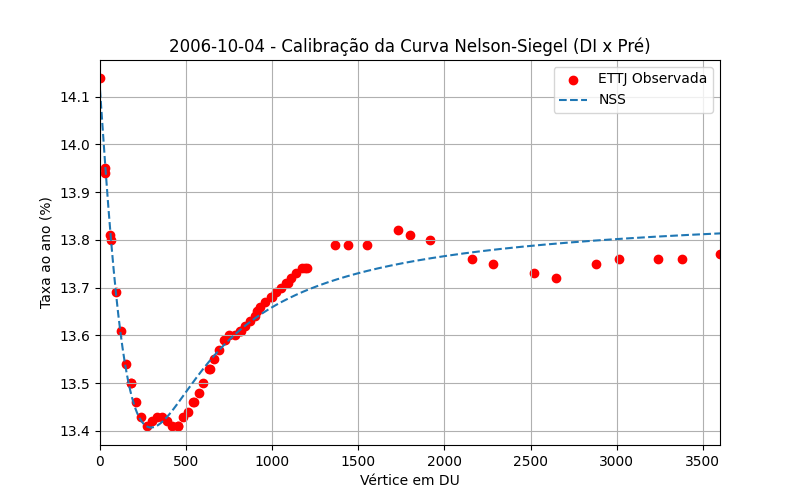 2006-10-04 - Calibração da Curva Nelson-Siegel (DI x Pré)
ETTJ Observada
NSS
Taxa ao ano (%)
14.1
14.0
13.9
13.8
13.7
13.6
13.5
13.4
0 500 1000 1500 2000 2500 3000 3500
Vértice em DU